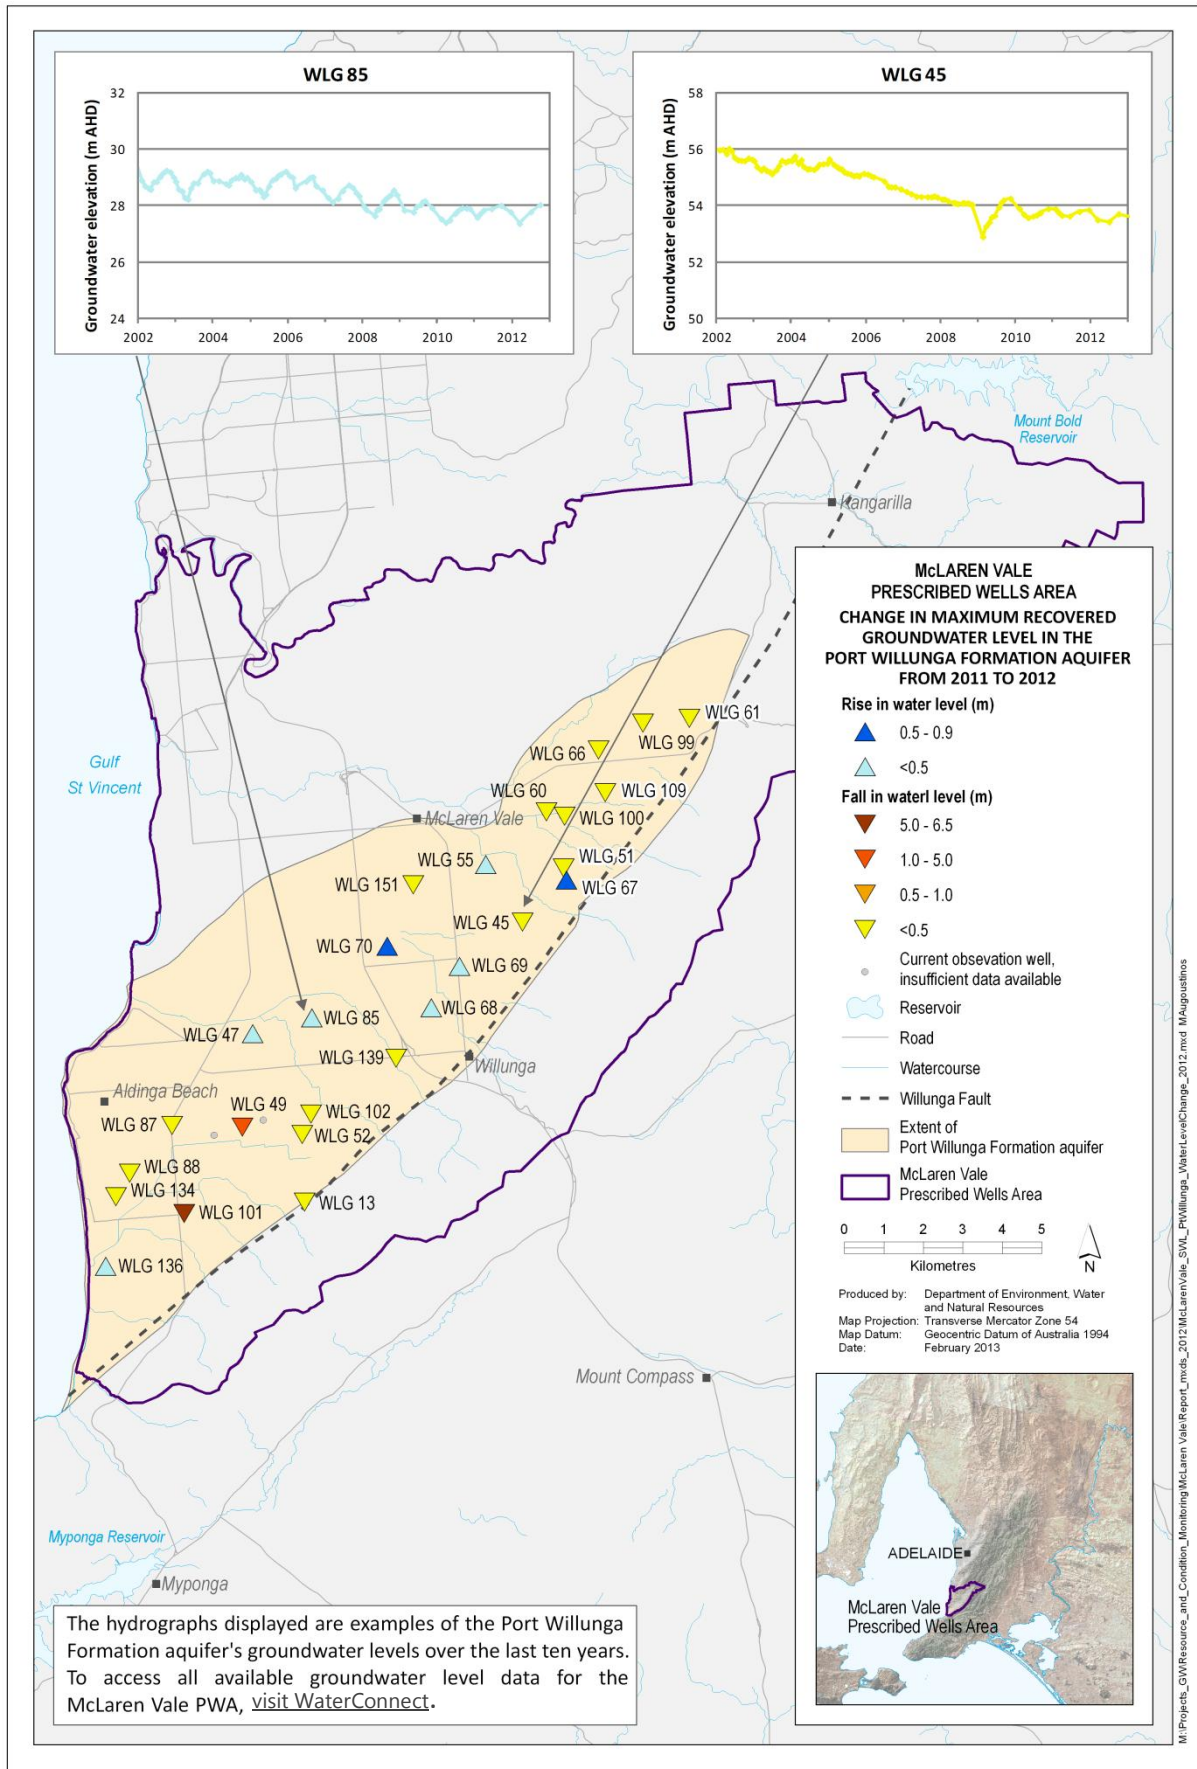 WLG 85
Groundwater elevation (m AHD)
32
30
28
26
24
2002 2004 2006 2008 2010 2012
WLG 45
Groundwater elevation (m AHD)
58
56
54
52
50
2002 2004 2006 2008 2010 2012
Mount Bold
Reservoir
Kangarilla
Gulf
St Vincent
WLG 61
WLG 99
WLG 66
WLG 109
WLG 60
WLG 100
McLaren Vale
WLG 55
WLG 51
WLG 151
WLG 67
WLG 45
WLG 70
WLG 69
WLG 68
WLG 85
WLG 47
WLG 139
Willunga
Aldinga Beach
WLG 49
WLG 102
WLG 87
WLG 52
WLG 88
WLG 134
WLG 13
WLG 101
WLG 136
Mount Compass
Myponga Reservoir
Myponga
McLAREN VALE
PRESCRIBED WELLS AREA
CHANGE IN MAXIMUM RECOVERED
GROUNDWATER LEVEL IN THE
PORT WILLUNGA FORMATION AQUIFER
FROM 2011 TO 2012
Rise in water level (m)
0.5 - 0.9
<0.5
Fall in waterl level (m)
5.0 - 6.5
1.0 - 5.0
0.5 - 1.0
<0.5
Current obsevation well,
insufficient data available
Reservoir
Road
Watercourse
Willunga Fault
Extent of
Port Willunga Formation aquifer
McLaren Vale
Prescribed Wells Area
0 1 2 3 4 5
Kilometres
N
Produced by: Department of Environment, Water
and Natural Resources
Map Projection: Transverse Mercator Zone 54
Map Datum: Geocentric Datum of Australia 1994
Date: February 2013
ADELAIDE
McLaren Vale
Prescribed Wells Area
The hydrographs displayed are examples of the Port Willunga
Formation aquifer's groundwater levels over the last ten years.
To access all available groundwater level data for the
McLaren Vale PWA, visit WaterConnect.
M:\Projects_GW\Resource_and_Condition_Monitoring\McLaren Vale\Report_mxds_2012\McLarenVale_SWL_PtWillunga_WaterLevelChange_2012.mxd MAugoustinos